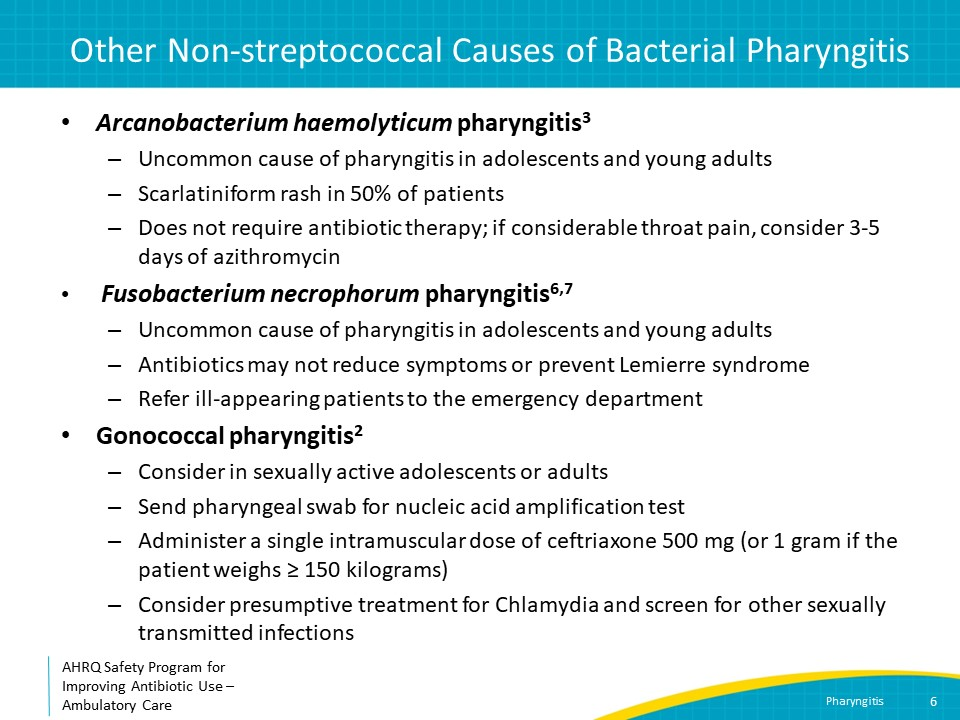 Other Non-streptococcal Causes of Bacterial Pharyngitis
• Arcanobacterium haemolyticum pharyngitis3
– Uncommon cause of pharyngitis in adolescents and young adults
– Scarlatiniform rash in 50% of patients
– Does not require antibiotic therapy; if considerable throat pain, consider 3-5
days of azithromycin
• Fusobacterium necrophorum pharyngitis6,7
– Uncommon cause of pharyngitis in adolescents and young adults
– Antibiotics may not reduce symptoms or prevent Lemierre syndrome
– Refer ill-appearing patients to the emergency department
• Gonococcal pharyngitis2
– Consider in sexually active adolescents or adults
– Send pharyngeal swab for nucleic acid amplification test
– Administer a single intramuscular dose of ceftriaxone 500 mg (or 1 gram if the
patient weighs ≥ 150 kilograms)
– Consider presumptive treatment for Chlamydia and screen for other sexually
transmitted infections
AHRQ Safety Program for
Improving Antibiotic Use –
Ambulatory Care
Pharyngitis 6